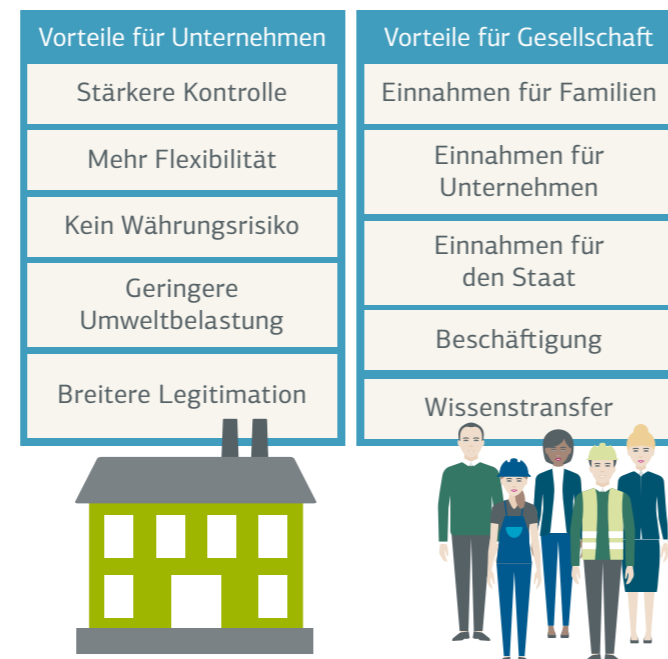 Vorteile für Unternehmen
Stärkere Kontrolle
Mehr Flexibilität
Kein Währungsrisiko
Geringere
Umweltbelastung
Breitere Legitimation
Vorteile für Gesellschaft
Einnahmen für Familien
Einnahmen für
Unternehmen
Einnahmen für
den Staat
Beschäftigung
Wissenstransfer